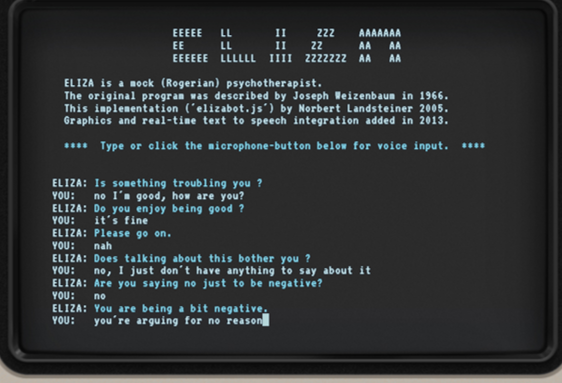 EEEEE LL II ZZZ AAAAAAA
EE LL II ZZ AA AA
EEEEEE LLLLLL IIII ZZZZZZZ AA AA
ELIZA is a mock (Rogerian) psychotherapist.
The original program was described by Joseph Weizenbaum in 1966.
This implementation (´elizabot.js´) by Norbert Landsteiner 2005.
Graphics and real-time text to speech integration added in 2013.
**** Type or click the microphone-button below for voice input. ****
ELIZA: Is something troubling you ?
YOU: no I´m good, how are you?
ELIZA: Do you enjoy being good ?
YOU: it´s fine
ELIZA: Please go on.
YOU: nah
ELIZA: Does talking about this bother you ?
YOU: no, I just don´t have anything to say about it
ELIZA: Are you saying no just to be negative?
YOU: no
ELIZA: You are being a bit negative.
YOU: you´re arguing for no reason